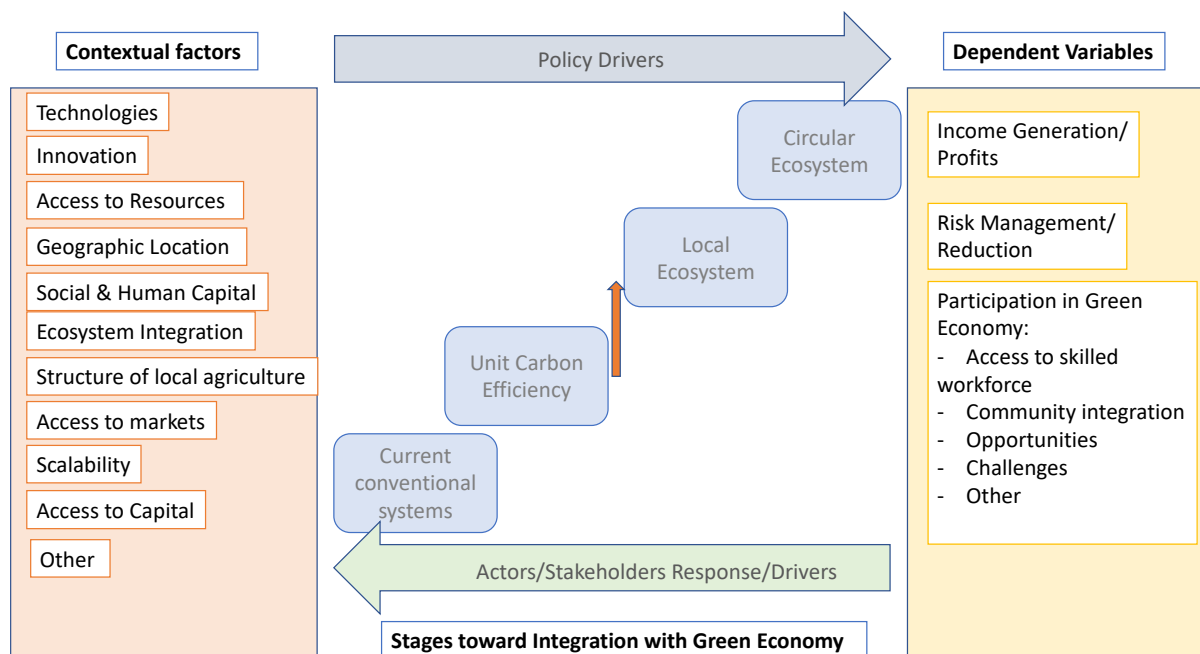 Contextual factors
Technologies
Innovation
Access to Resources
Geographic Location
Social & Human Capital
Ecosystem Integration
Structure of local agriculture
Access to markets
Scalability
Access to Capital
Other
Policy Drivers
Circular
Ecosystem
Local
Ecosystem
Unit Carbon
Efficiency
Current
conventional
systems
Actors/Stakeholders Response/Drivers
Stages toward Integration with Green Economy
Dependent Variables
Income Generation/
Profits
Risk Management/
Reduction
Participation in Green
Economy:
- Access to skilled
workforce
- Community integration
- Opportunities
- Challenges
- Other